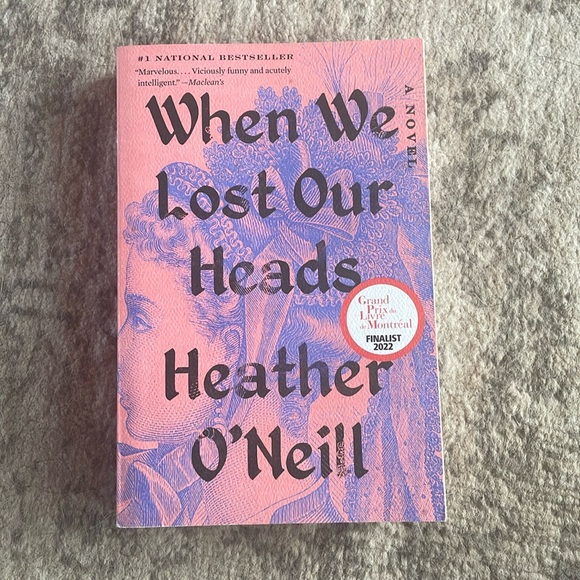 #1 NATIONAL BESTSELLER
“Marvelous. . . . Viciously funny and acutely
intelligent.” —Maclean's
When We
Lost Our
Heads
A NOVEL
Grand
Prix du
Livre
de Montréal
FINALIST
2022
Heather
O'Neill